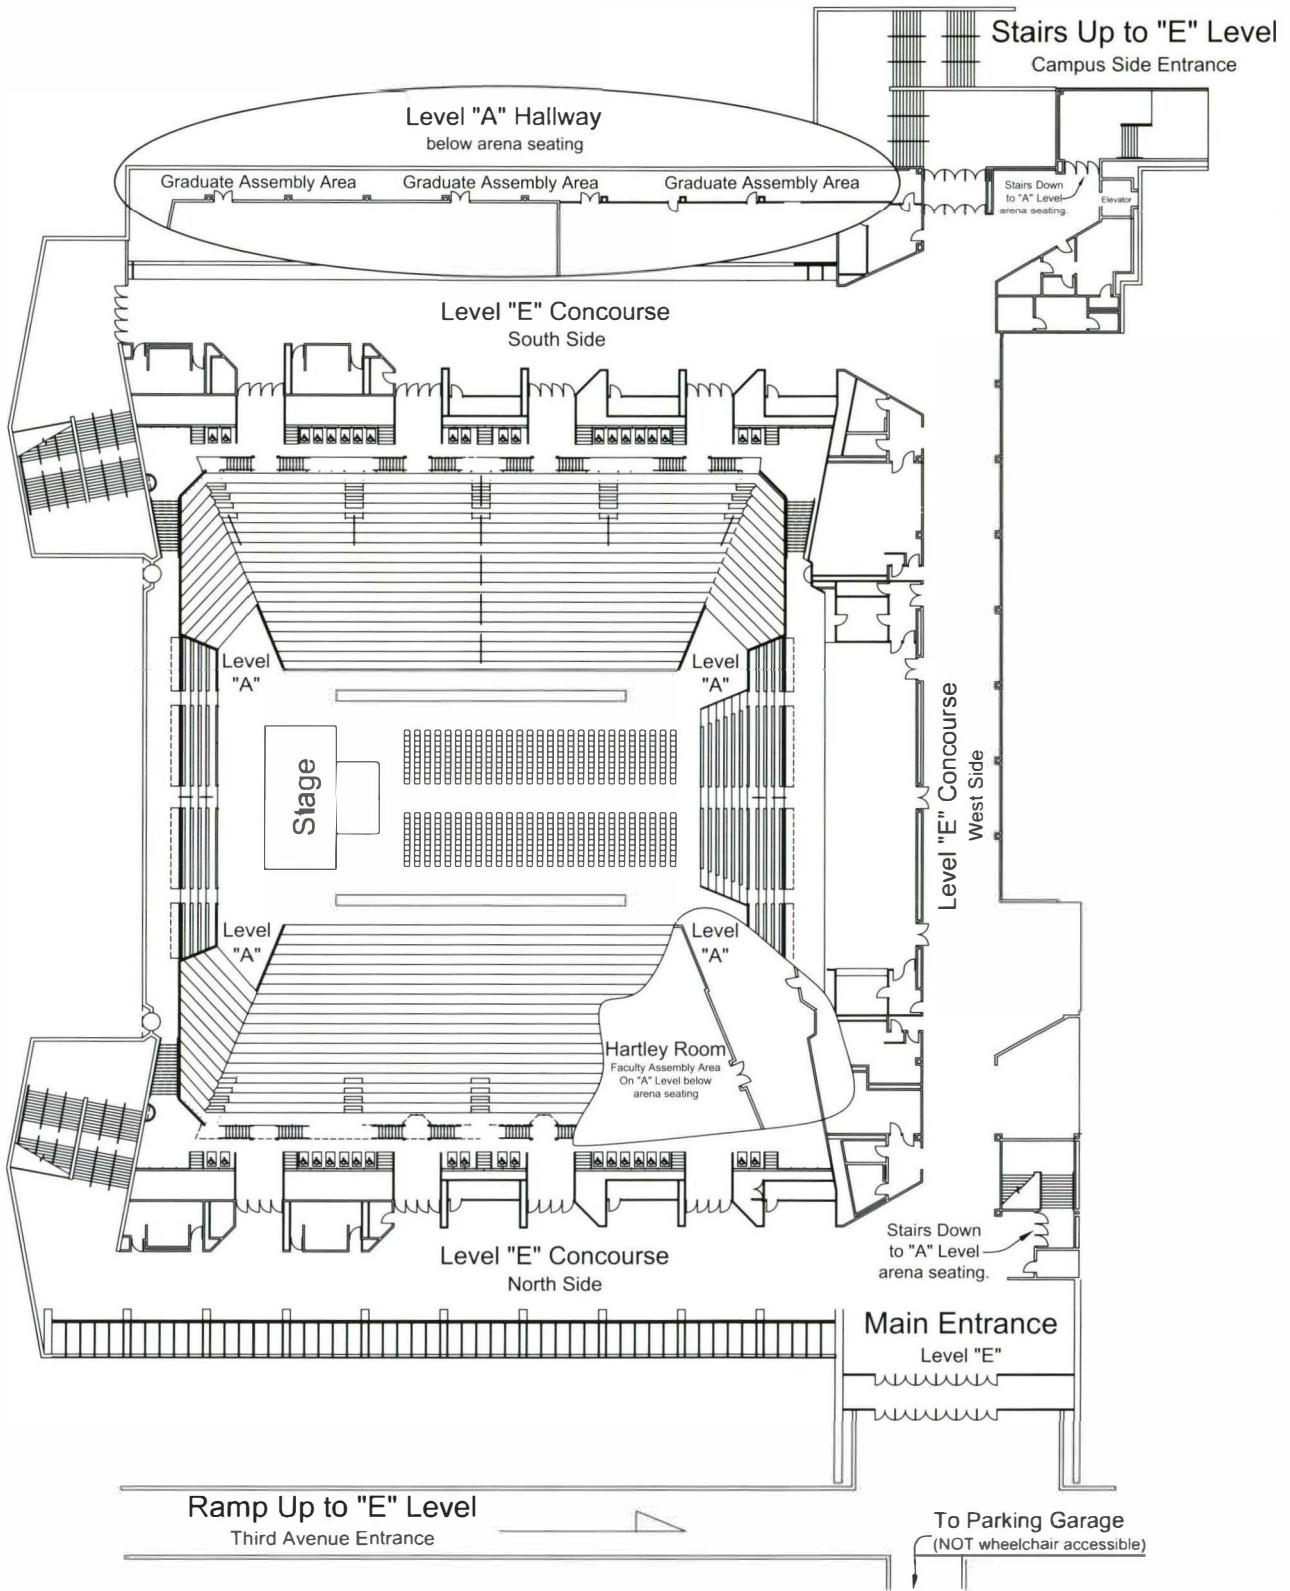 Stairs Up to "E" Level
Campus Side Entrance
Level "A" Hallway
below arena seating
Graduate Assembly Area
Graduate Assembly Area
Graduate Assembly Area
Stairs Down
to "A" Level
arena seating.
Elevator
Level "E" Concourse
South Side
Level
"A"
Level
"A"
Stage
Level "E" Concourse
West Side
Level
"A"
Level
"A"
Hartley Room
Faculty Assembly Area
On "A" Level below
arena seating
Stairs Down
to "A" Level
arena seating.
Level "E" Concourse
North Side
Main Entrance
Level "E"
Ramp Up to "E" Level
Third Avenue Entrance
To Parking Garage
(NOT wheelchair accessible)